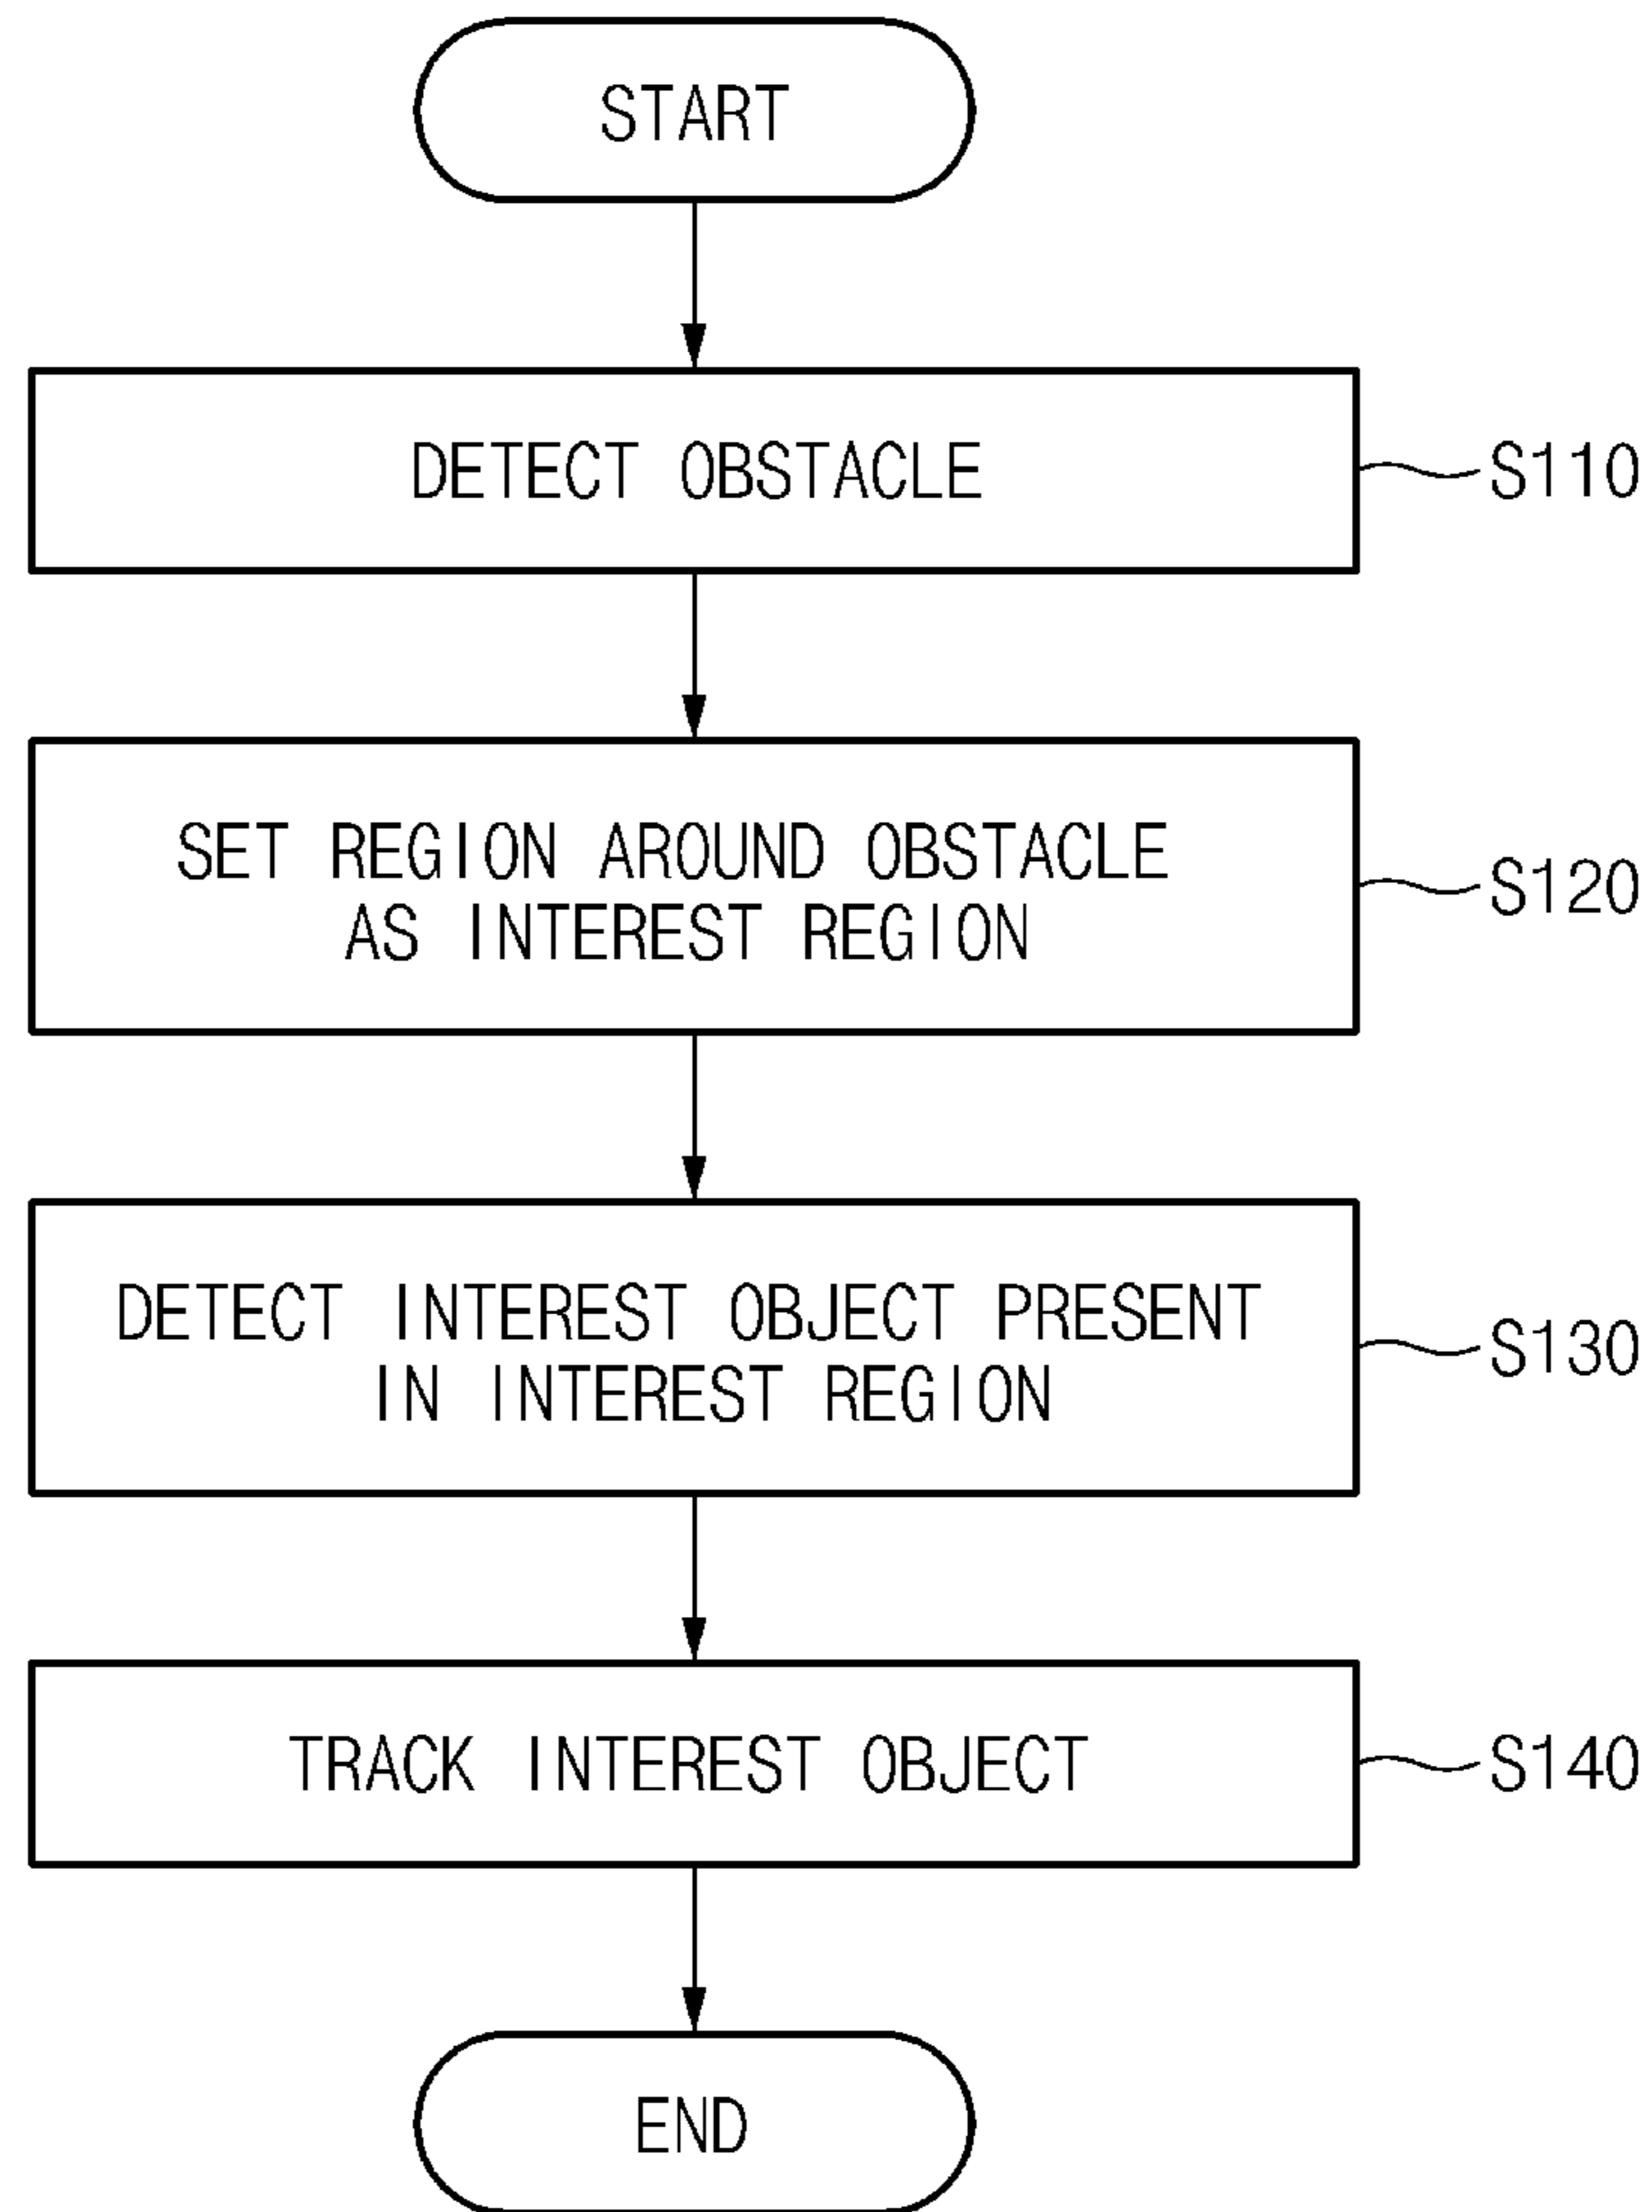 START
DETECT OBSTACLE
S110
SET REGION AROUND OBSTACLE
AS INTEREST REGION
S120
DETECT INTEREST OBJECT PRESENT
IN INTEREST REGION
S130
TRACK INTEREST OBJECT
S140
END